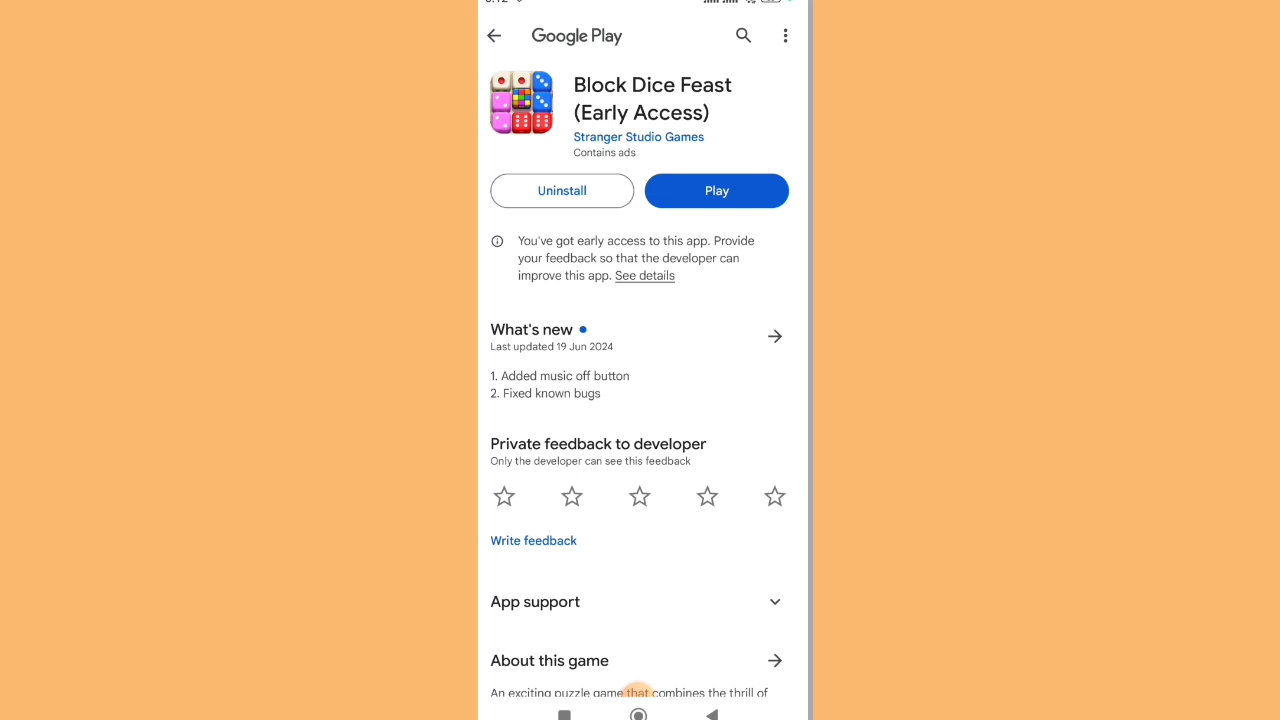 Google Play
Block Dice Feast
(Early Access)
Stranger Studio Games
Contains ads
Uninstall
Play
You've got early access to this app. Provide
your feedback so that the developer can
improve this app. See details
What's new
Last updated 19 Jun 2024
1. Added music off button
2. Fixed known bugs
Private feedback to developer
Only the developer can see this feedback
Write feedback
App support
About this game
An exciting puzzle game that combines the thrill of